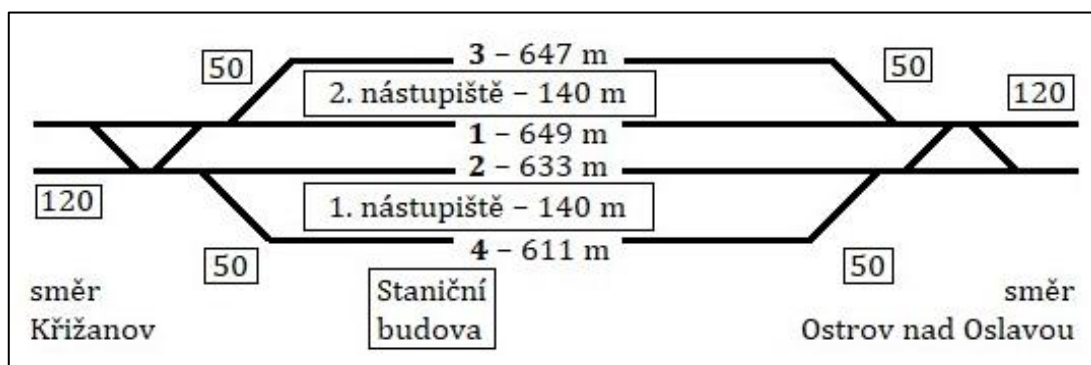 50
3 – 647 m
50
2. nástupiště – 140 m
120
1 – 649 m
2 – 633 m
120
1. nástupiště – 140 m
50
4 – 611 m
50
směr
Křižanov
Staniční
budova
směr
Ostrov nad Oslavou